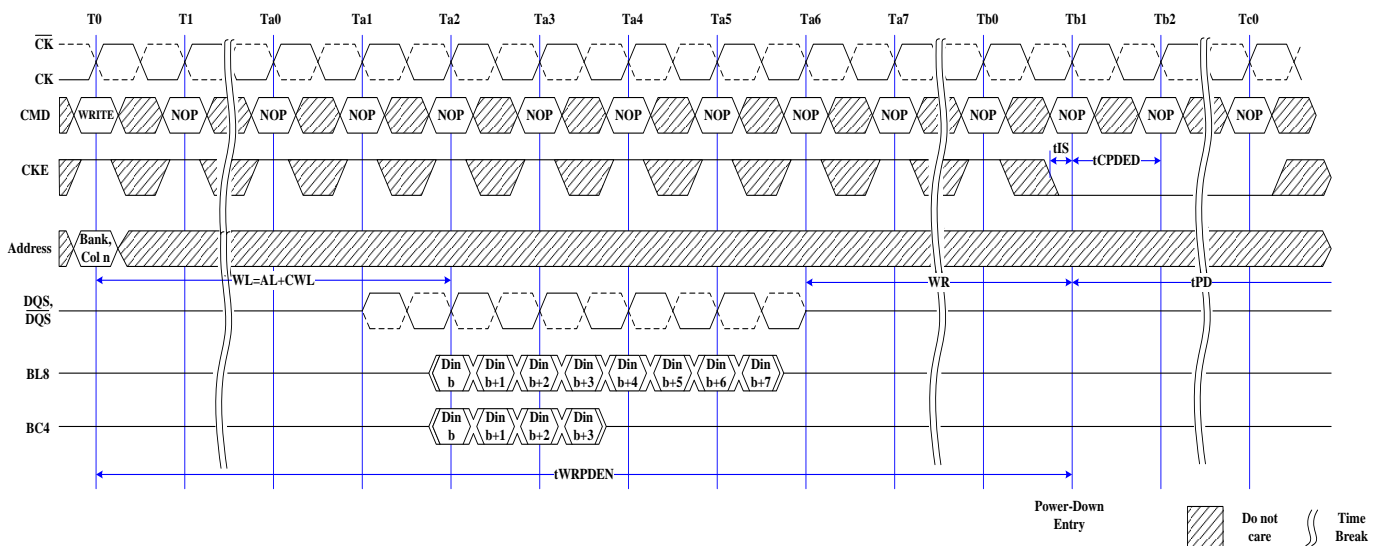 T0 T1 Ta0 Ta1 Ta2 Ta3 Ta4 Ta5 Ta6 Ta7 Tb0 Tb1 Tb2 Tc0
CK
CK
CMD WRITE NOP NOP NOP NOP NOP NOP NOP NOP NOP NOP NOP NOP NOP
tIS
CKE tCPDED
Address Bank,
Col n
WL=AL+CWL WR tPD
DQS,
DQS
BL8 Din Din Din Din Din Din Din Din
b b+1 b+2 b+3 b+4 b+5 b+6 b+7
BC4 Din Din Din Din
b b+1 b+2 b+3
tWRPDEN
Power-Down
Entry
Do not
care
Time
Break